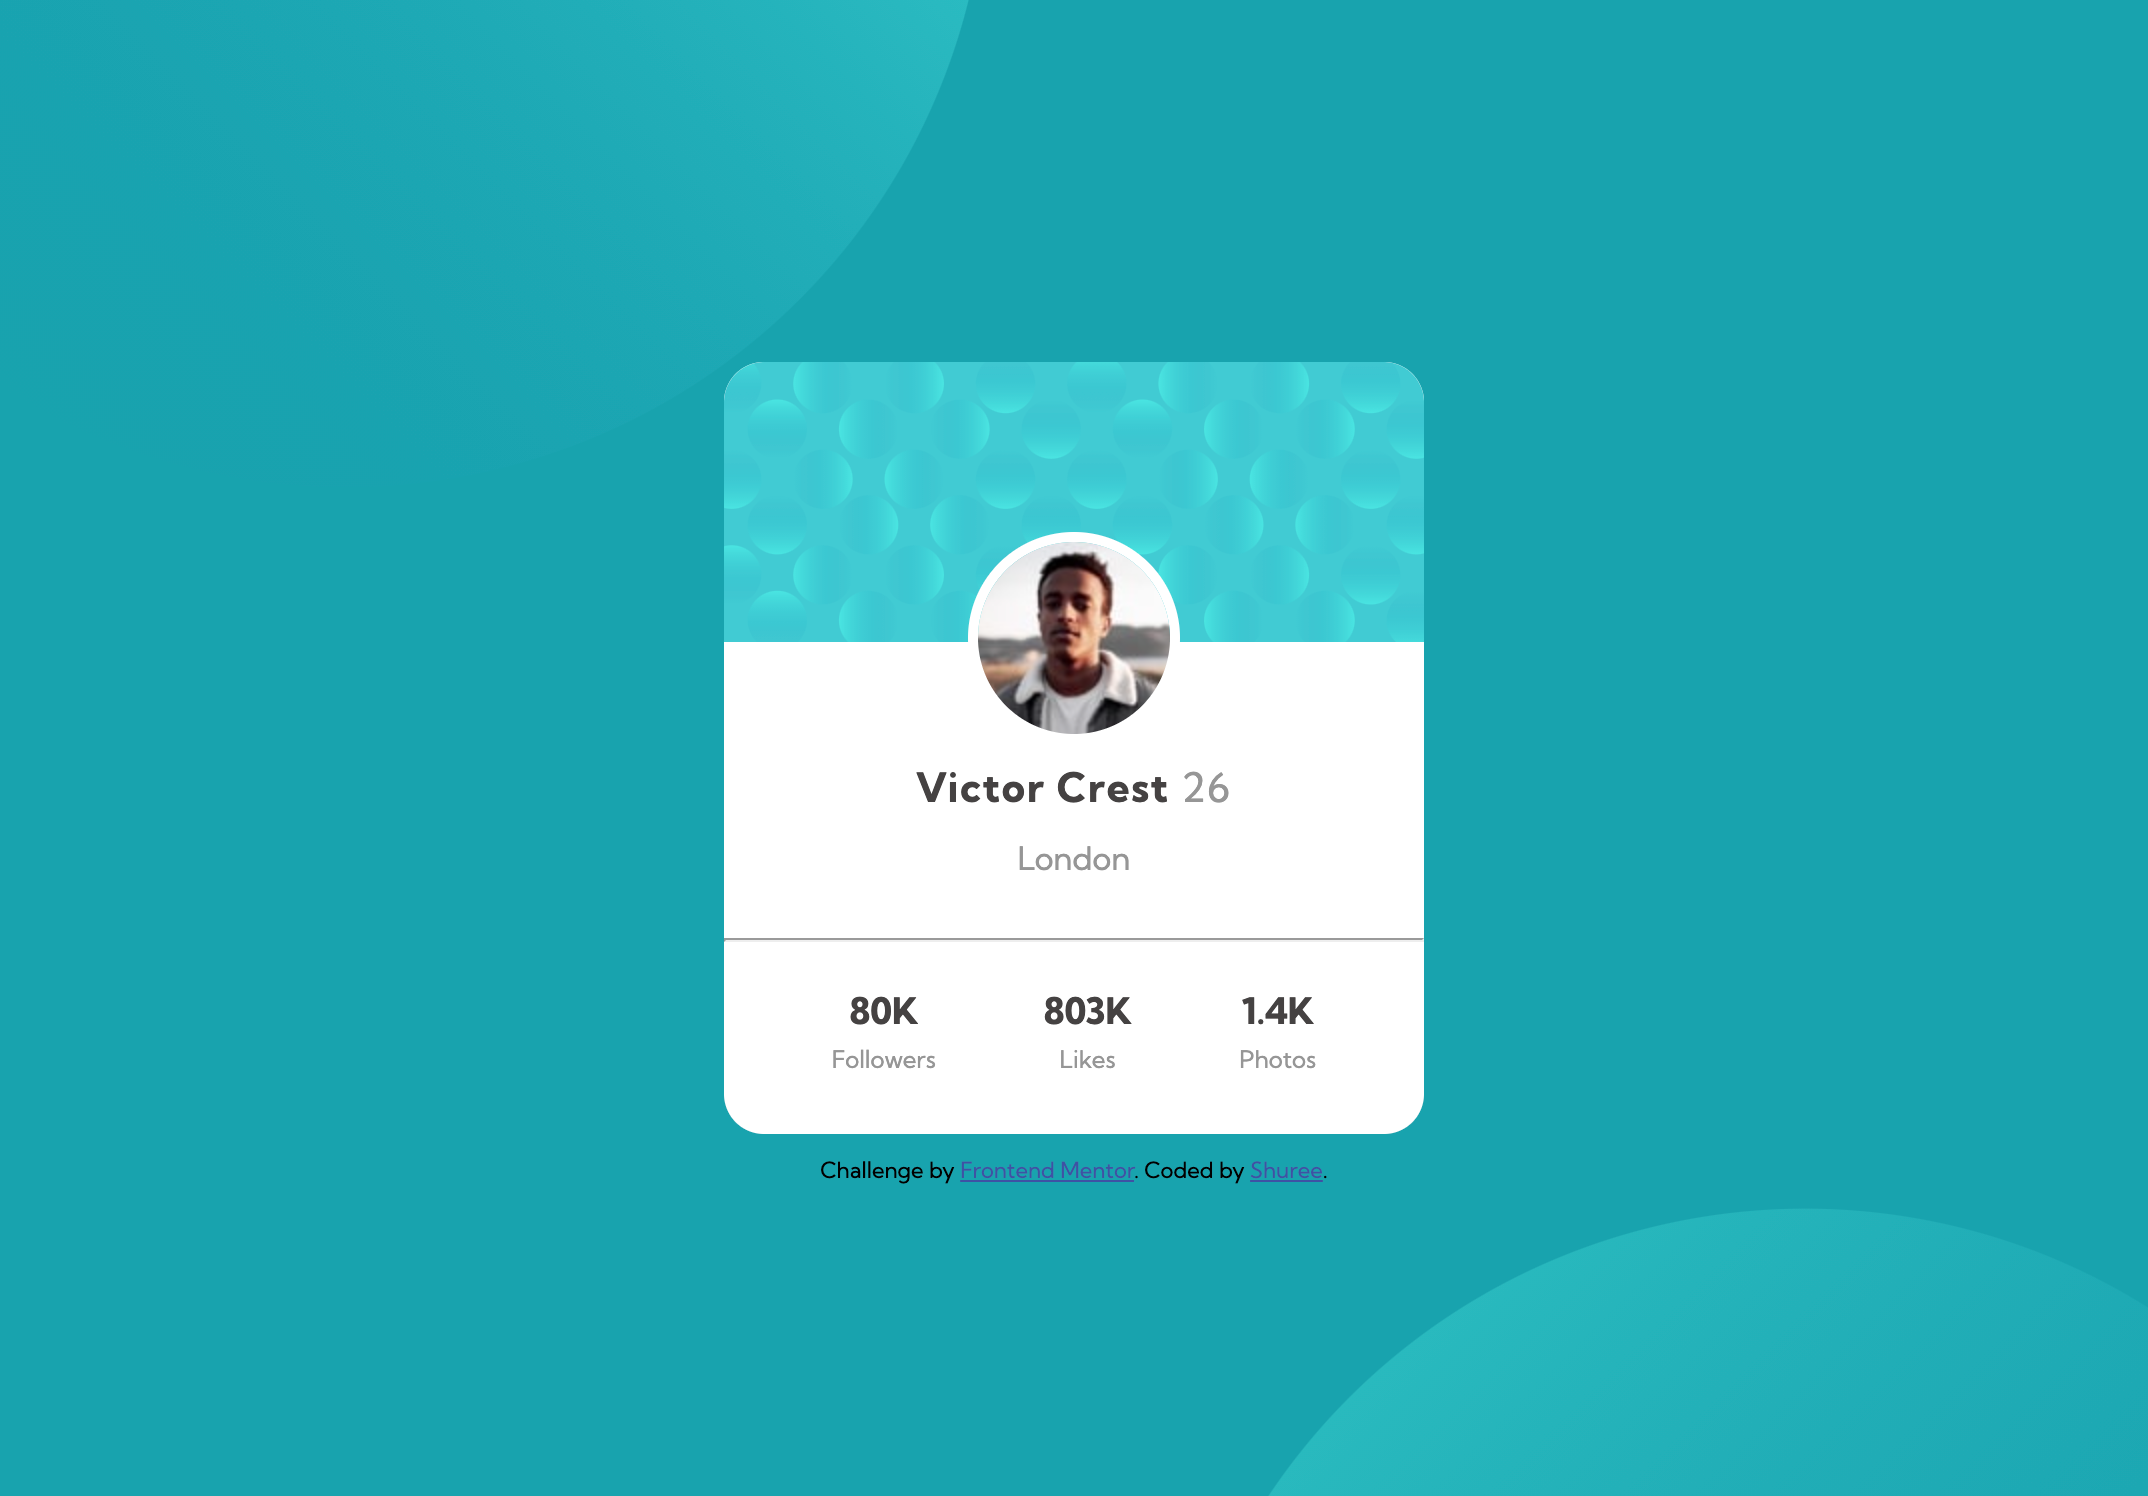 Victor Crest 26
London
80K 803K 1.4K
Followers Likes Photos
Challenge by Frontend Mentor. Coded by Shuree.